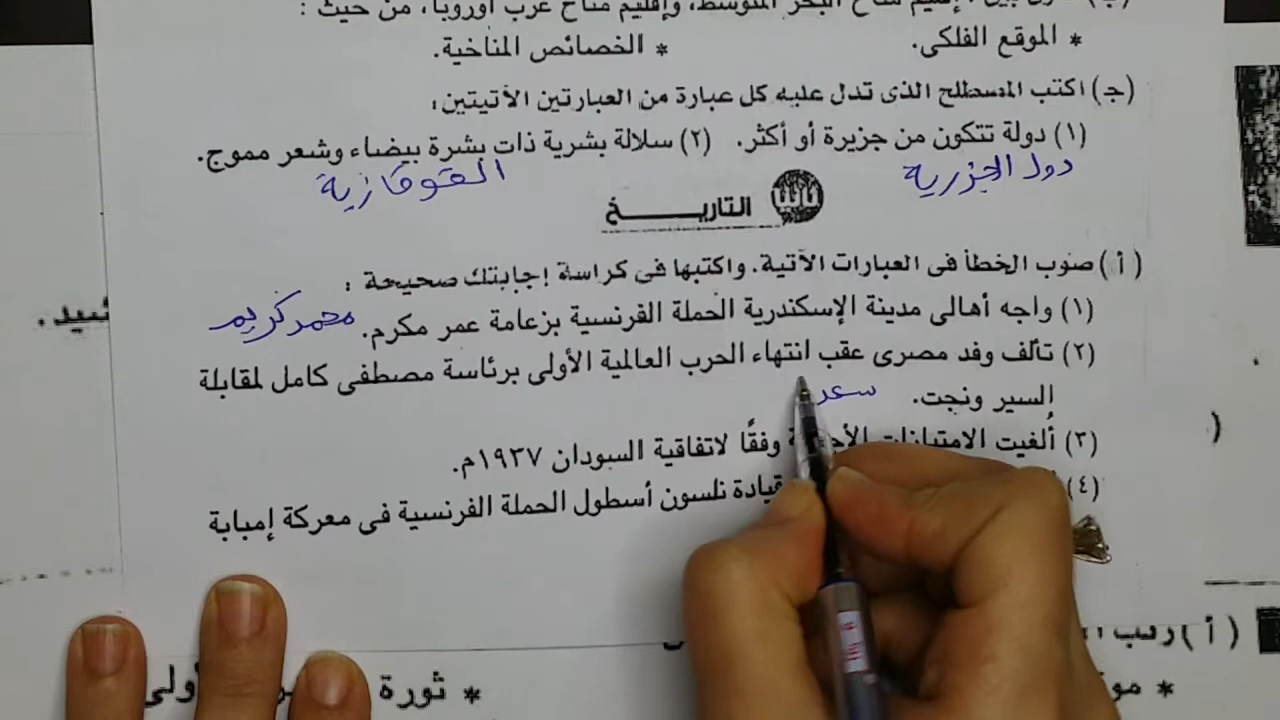 إقليم مناخ البحر المتوسط، وإقليم مناخ غرب أوروبا، من حيث :
* الموقع الفلكى. * الخصائص المناخية.
(جـ) اكتب المصطلح الذى تدل عليه كل عبارة من العبارتين الآتيتين:
(١) دولة تتكون من جزيرة أو أكثر. (٢) سلالة بشرية ذات بشرة بيضاء وشعر مموج.
دول الجزرية القوقازية
التاريـــــخ
(أ) صوب الخطأ فى العبارات الآتية. واكتبها فى كراسة إجابتك صحيحة :
(١) واجه أهالى مدينة الإسكندرية الحملة الفرنسية بزعامة عمر مكرم. محمد كريم
(٢) تألف وفد مصرى عقب انتهاء الحرب العالمية الأولى برئاسة مصطفى كامل لمقابلة
السير ونجت. سعد
(٣) أُلغيت الامتيازات وفقًا لاتفاقية السودان ١٩٣٧م.
(٤) قيادة نلسون أسطول الحملة الفرنسية فى معركة إمبابة
(أ)
* ثورة